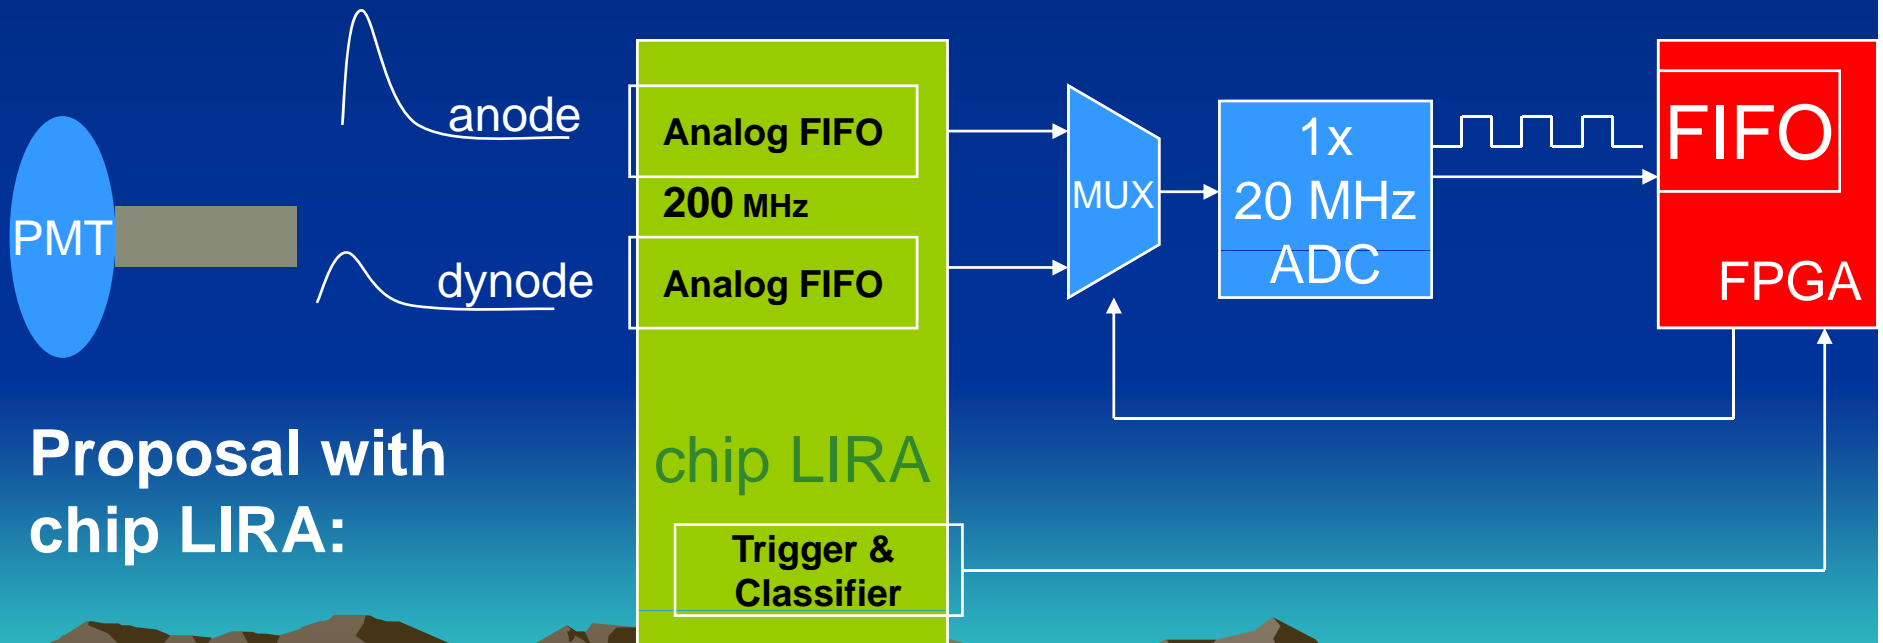 PMT
anode
dynode
Analog FIFO
200 MHz
Analog FIFO
chip LIRA
Trigger &
Classifier
MUX
1x
20 MHz
ADC
FIFO
FPGA
Proposal with
chip LIRA: